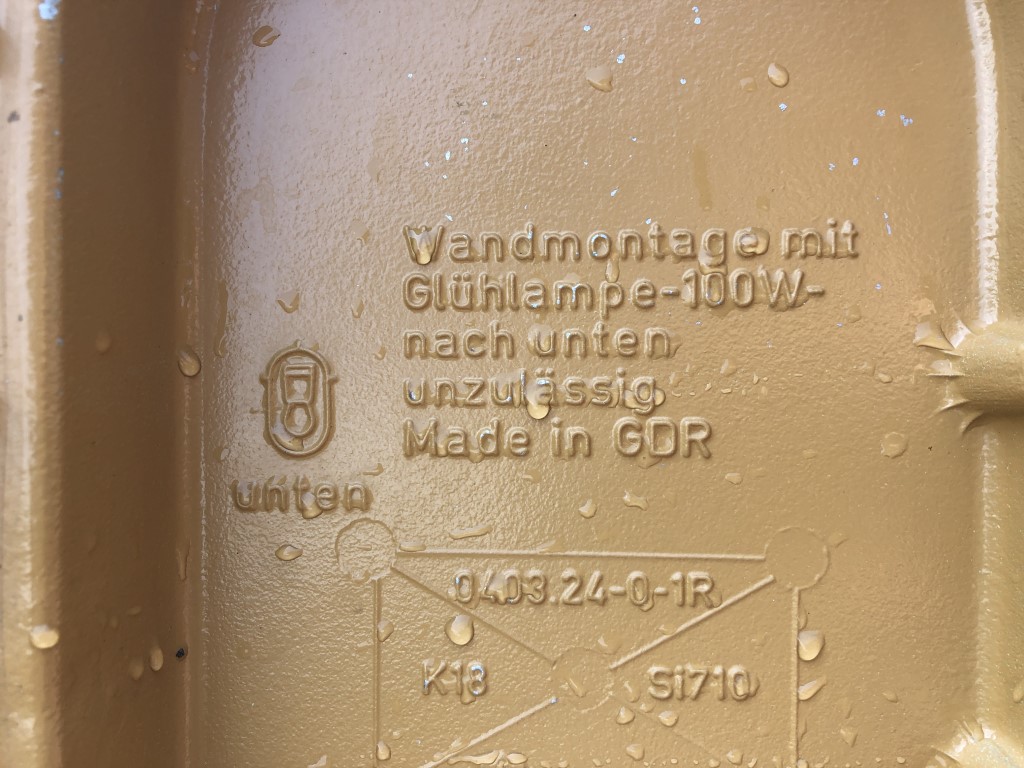 Wandmontage mit
Glühlampe-100W-
nach unten
unzulässig
Made in GDR
unten
0403.24-0-1R
K18
Si710